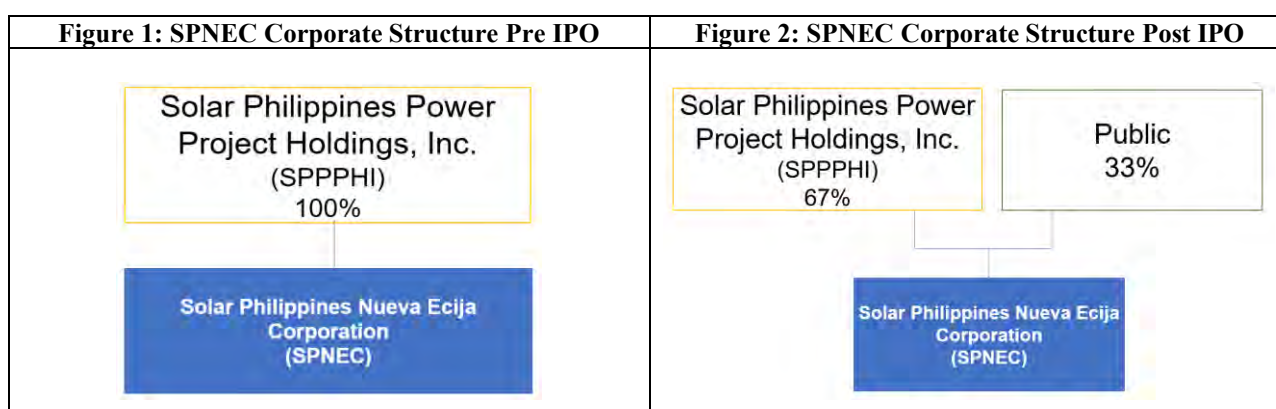 Figure 1: SPNEC Corporate Structure Pre IPO
Figure 2: SPNEC Corporate Structure Post IPO
Solar Philippines Power
Project Holdings, Inc.
(SPPPHI)
100%
Solar Philippines Nueva Ecija
Corporation
(SPNEC)
Solar Philippines Power
Project Holdings, Inc.
(SPPPHI)
67%
Public
33%
Solar Philippines Nueva Ecija
Corporation
(SPNEC)